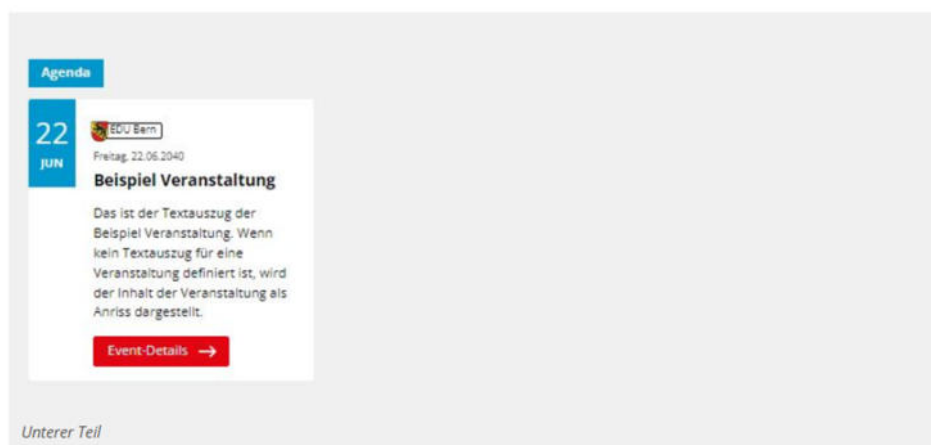 Agenda
22
JUN
EDU Bern
Freitag, 22.06.2040
Beispiel Veranstaltung
Das ist der Textauszug der
Beispiel Veranstaltung. Wenn
kein Textauszug für eine
Veranstaltung definiert ist, wird
der Inhalt der Veranstaltung als
Anriss dargestellt.
Event-Details →
Unterer Teil